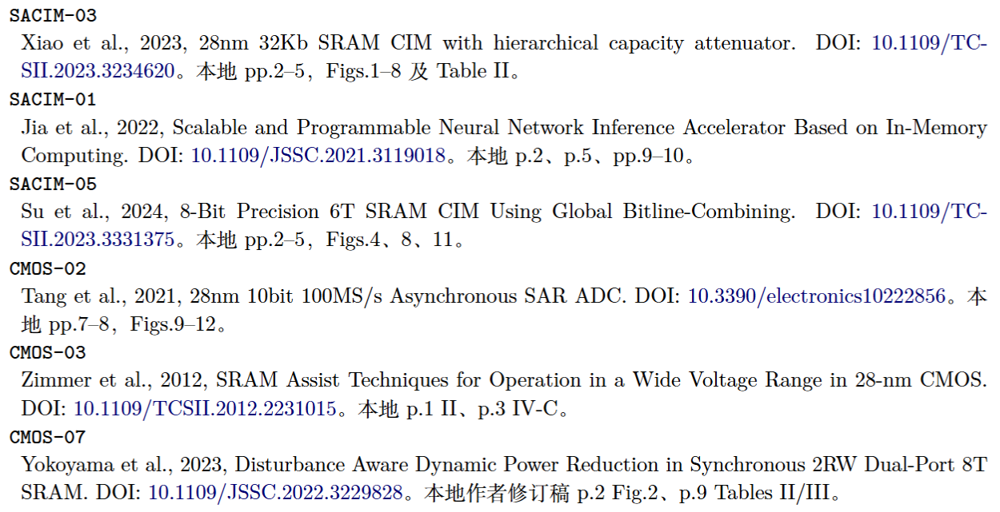 SACIM-03
Xiao et al., 2023, 28nm 32Kb SRAM CIM with hierarchical capacity attenuator. DOI: 10.1109/TC-
SII.2023.3234620。本地 pp.2–5，Figs.1–8 及 Table II。
SACIM-01
Jia et al., 2022, Scalable and Programmable Neural Network Inference Accelerator Based on In-Memory
Computing. DOI: 10.1109/JSSC.2021.3119018。本地 p.2、p.5、pp.9–10。
SACIM-05
Su et al., 2024, 8-Bit Precision 6T SRAM CIM Using Global Bitline-Combining. DOI: 10.1109/TC-
SII.2023.3331375。本地 pp.2–5，Figs.4、8、11。
CMOS-02
Tang et al., 2021, 28nm 10bit 100MS/s Asynchronous SAR ADC. DOI: 10.3390/electronics10222856。本
地 pp.7–8，Figs.9–12。
CMOS-03
Zimmer et al., 2012, SRAM Assist Techniques for Operation in a Wide Voltage Range in 28-nm CMOS.
DOI: 10.1109/TCSII.2012.2231015。本地 p.1 II、p.3 IV-C。
CMOS-07
Yokoyama et al., 2023, Disturbance Aware Dynamic Power Reduction in Synchronous 2RW Dual-Port 8T
SRAM. DOI: 10.1109/JSSC.2022.3229828。本地作者修订稿 p.2 Fig.2、p.9 Tables II/III。